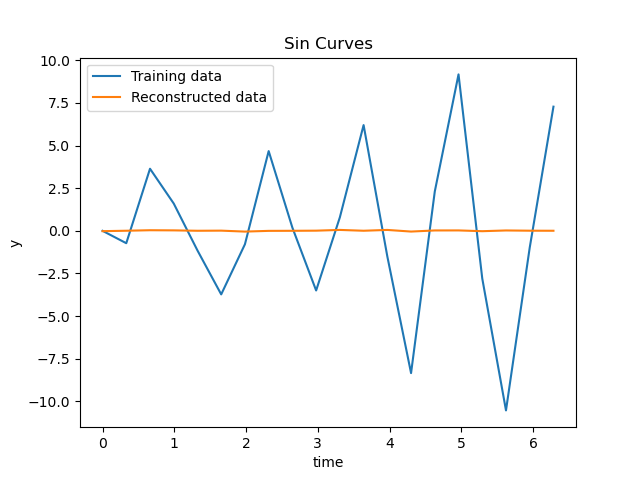 Sin Curves
Training data
Reconstructed data
10.0
7.5
5.0
2.5
0.0
−2.5
−5.0
−7.5
−10.0
y
0 1 2 3 4 5 6
time